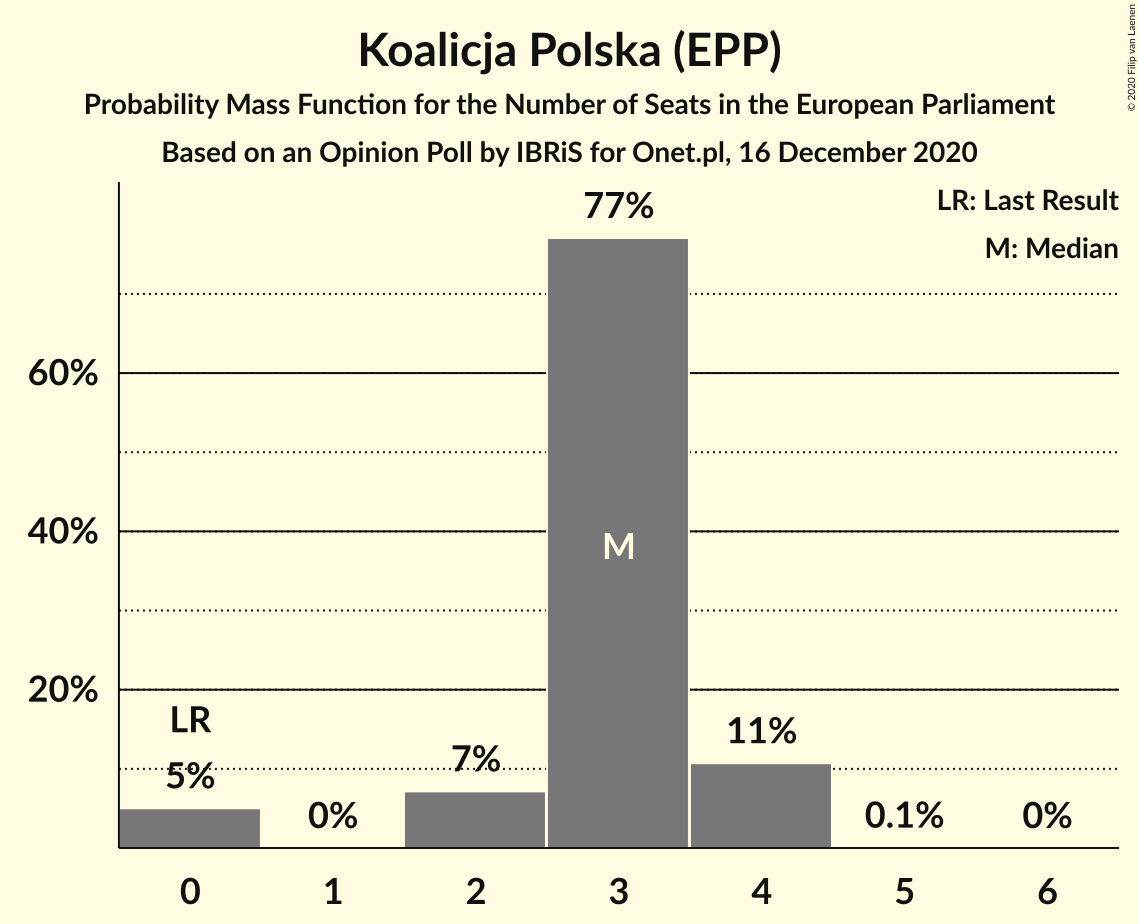 Koalicja Polska (EPP)
Probability Mass Function for the Number of Seats in the European Parliament
Based on an Opinion Poll by IBRiS for Onet.pl, 16 December 2020
© 2020 Filip van Laenen
LR: Last Result
M: Median
77%
60%
40%
M
20%
LR
5%
0%
7%
11%
0.1%
0%
0 1 2 3 4 5 6